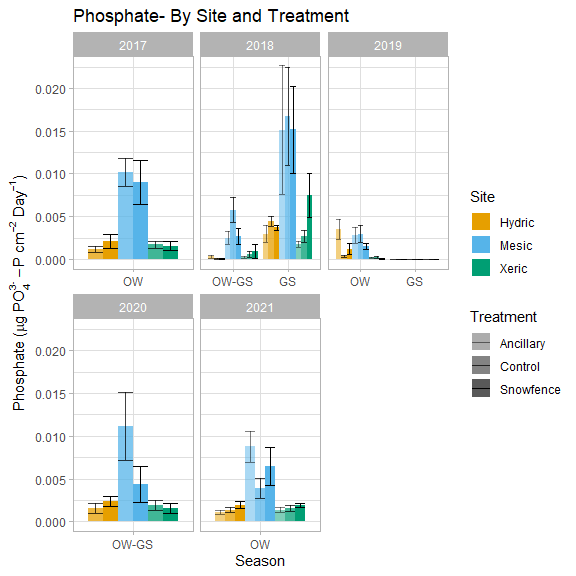 Phosphate- By Site and Treatment
2017
2018
2019
0.020
0.015
0.010
0.005
0.000
OW
OW-GS
GS
OW
GS
2020
2021
0.020
0.015
0.010
0.005
0.000
OW-GS
OW
Season
Phosphate (μg PO₄³⁻–P cm⁻² Day⁻¹)
Site
Hydric
Mesic
Xeric
Treatment
Ancillary
Control
Snowfence